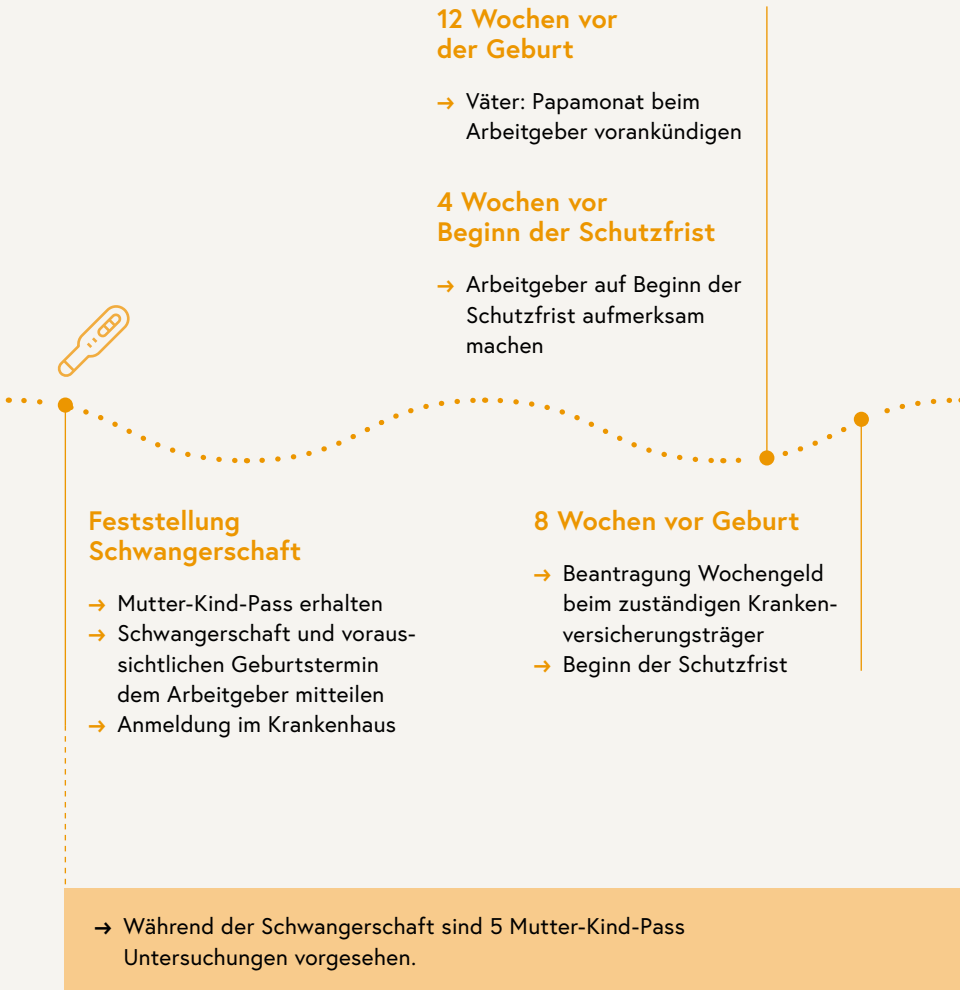 12 Wochen vor
der Geburt
→ Väter: Papamonat beim
Arbeitgeber vorankündigen
4 Wochen vor
Beginn der Schutzfrist
→ Arbeitgeber auf Beginn der
Schutzfrist aufmerksam
machen
Feststellung
Schwangerschaft
→ Mutter-Kind-Pass erhalten
→ Schwangerschaft und voraus-
sichtlichen Geburtstermin
dem Arbeitgeber mitteilen
→ Anmeldung im Krankenhaus
8 Wochen vor Geburt
→ Beantragung Wochengeld
beim zuständigen Kranken-
versicherungsträger
→ Beginn der Schutzfrist
→ Während der Schwangerschaft sind 5 Mutter-Kind-Pass
Untersuchungen vorgesehen.